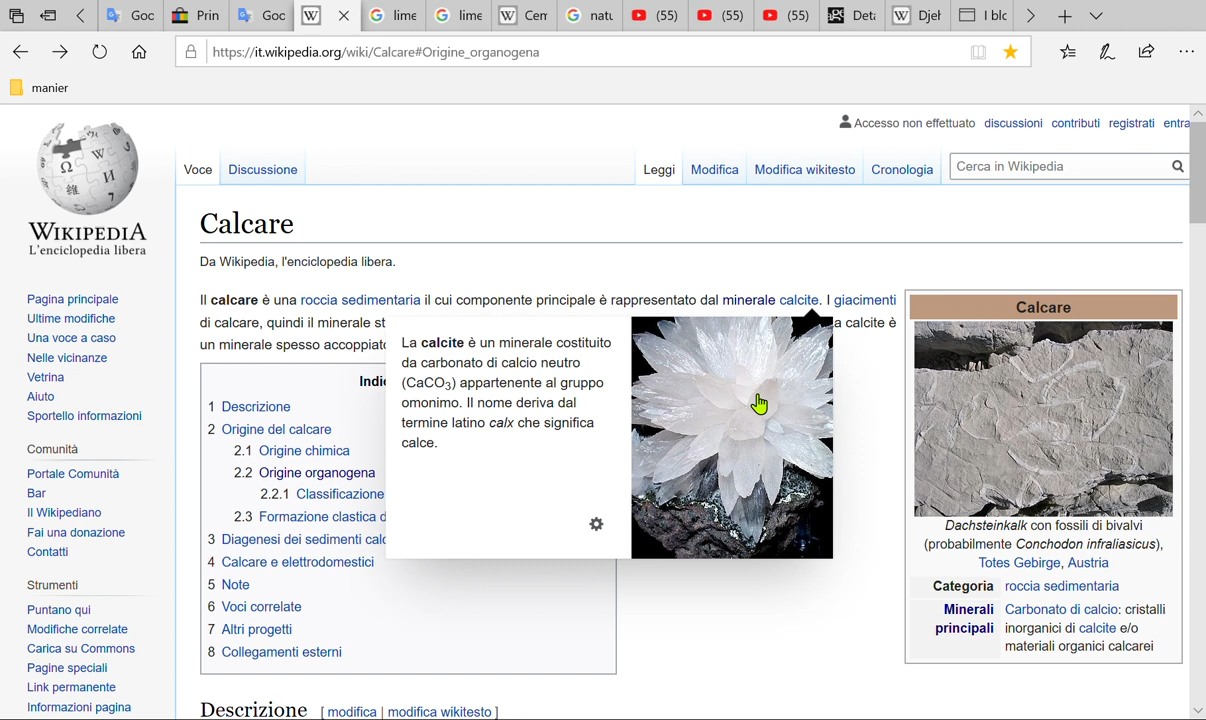 Goc
Prin
Goc
lime
lime
Cem
natu
(55)
(55)
(55)
Deta
Djeb
I blo
https://it.wikipedia.org/wiki/Calcare#Origine_organogena
manier
Accesso non effettuato discussioni contributi registrati entra
Voce Discussione Leggi Modifica Modifica wikitesto Cronologia Cerca in Wikipedia
WIKIPEDIA
L'enciclopedia libera
Pagina principale
Ultime modifiche
Una voce a caso
Nelle vicinanze
Vetrina
Aiuto
Sportello informazioni
Comunità
Portale Comunità
Bar
Il Wikipediano
Fai una donazione
Contatti
Strumenti
Puntano qui
Modifiche correlate
Carica su Commons
Pagine speciali
Link permanente
Informazioni pagina
Calcare
Da Wikipedia, l'enciclopedia libera.
Il calcare è una roccia sedimentaria il cui componente principale è rappresentato dal minerale calcite. I giacimenti
di calcare, quindi il minerale st a calcite è
un minerale spesso accoppiato
La calcite è un minerale costituito
da carbonato di calcio neutro
(CaCO3) appartenente al gruppo
omonimo. Il nome deriva dal
termine latino calx che significa
calce.
Indic
1 Descrizione
2 Origine del calcare
2.1 Origine chimica
2.2 Origine organogena
2.2.1 Classificazione
2.3 Formazione clastica d
3 Diagenesi dei sedimenti calc
4 Calcare e elettrodomestici
5 Note
6 Voci correlate
7 Altri progetti
8 Collegamenti esterni
Descrizione [ modifica | modifica wikitesto ]
Calcare
Dachsteinkalk con fossili di bivalvi
(probabilmente Conchodon infraliasicus),
Totes Gebirge, Austria
Categoria roccia sedimentaria
Minerali principali Carbonato di calcio: cristalli
inorganici di calcite e/o
materiali organici calcarei